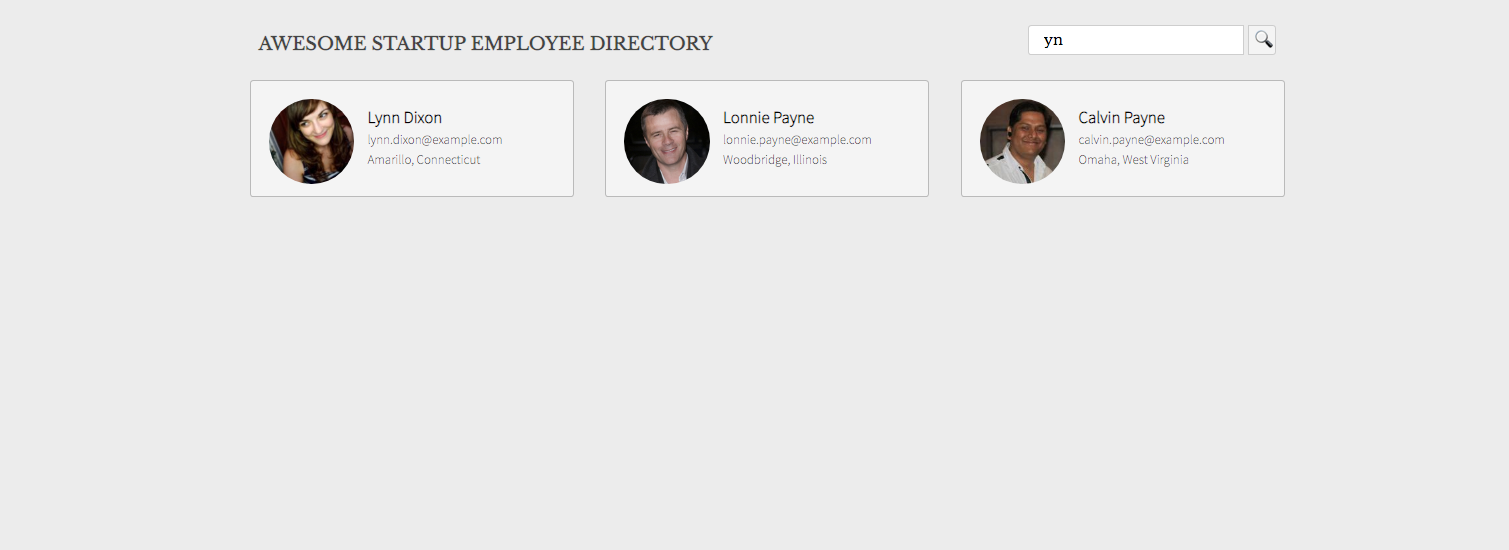 AWESOME STARTUP EMPLOYEE DIRECTORY
yn
Lynn Dixon
lynn.dixon@example.com
Amarillo, Connecticut
Lonnie Payne
lonnie.payne@example.com
Woodbridge, Illinois
Calvin Payne
calvin.payne@example.com
Omaha, West Virginia